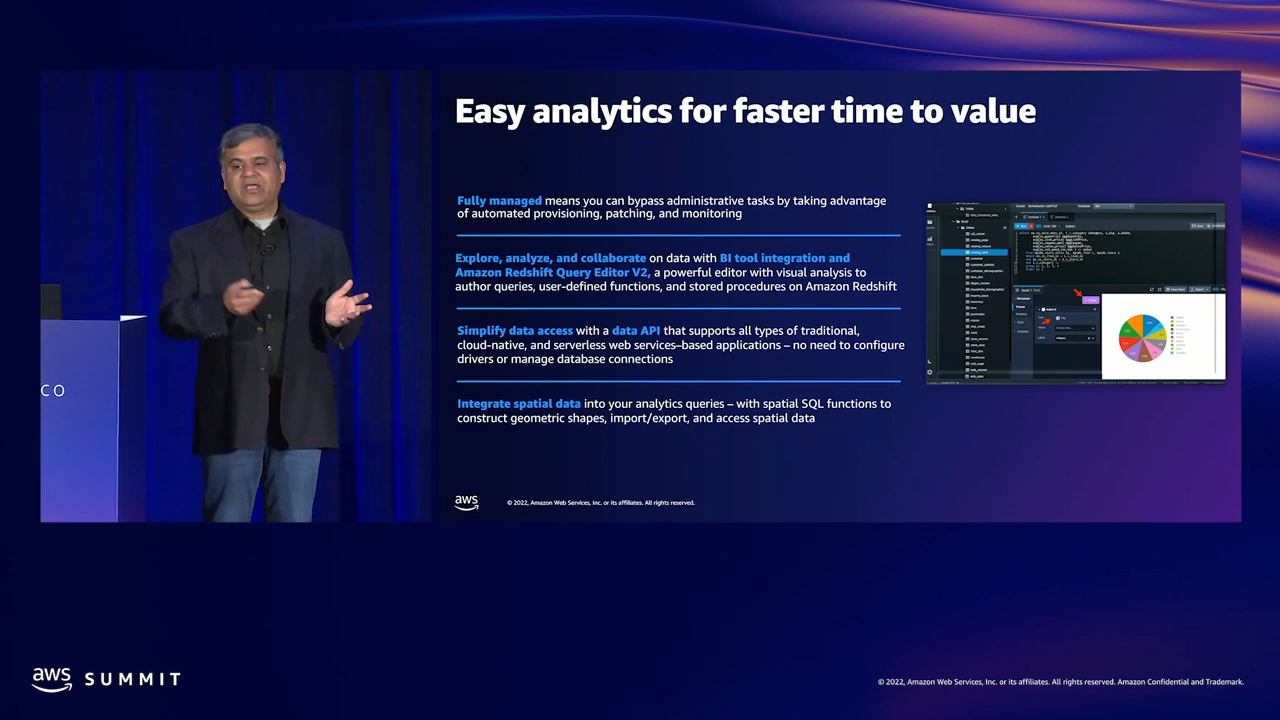 Easy analytics for faster time to value
Fully managed means you can bypass administrative tasks by taking advantage
of automated provisioning, patching, and monitoring
Explore, analyze, and collaborate on data with BI tool integration and
Amazon Redshift Query Editor V2, a powerful editor with visual analysis to
author queries, user-defined functions, and stored procedures on Amazon Redshift
Simplify data access with a data API that supports all types of traditional,
cloud-native, and serverless web services–based applications – no need to configure
drivers or manage database connections
Integrate spatial data into your analytics queries – with spatial SQL functions to
construct geometric shapes, import/export, and access spatial data
CO
aws
© 2022, Amazon Web Services, Inc. or its affiliates. All rights reserved.
aws SUMMIT
© 2022, Amazon Web Services, Inc. or its affiliates. All rights reserved. Amazon Confidential and Trademark.